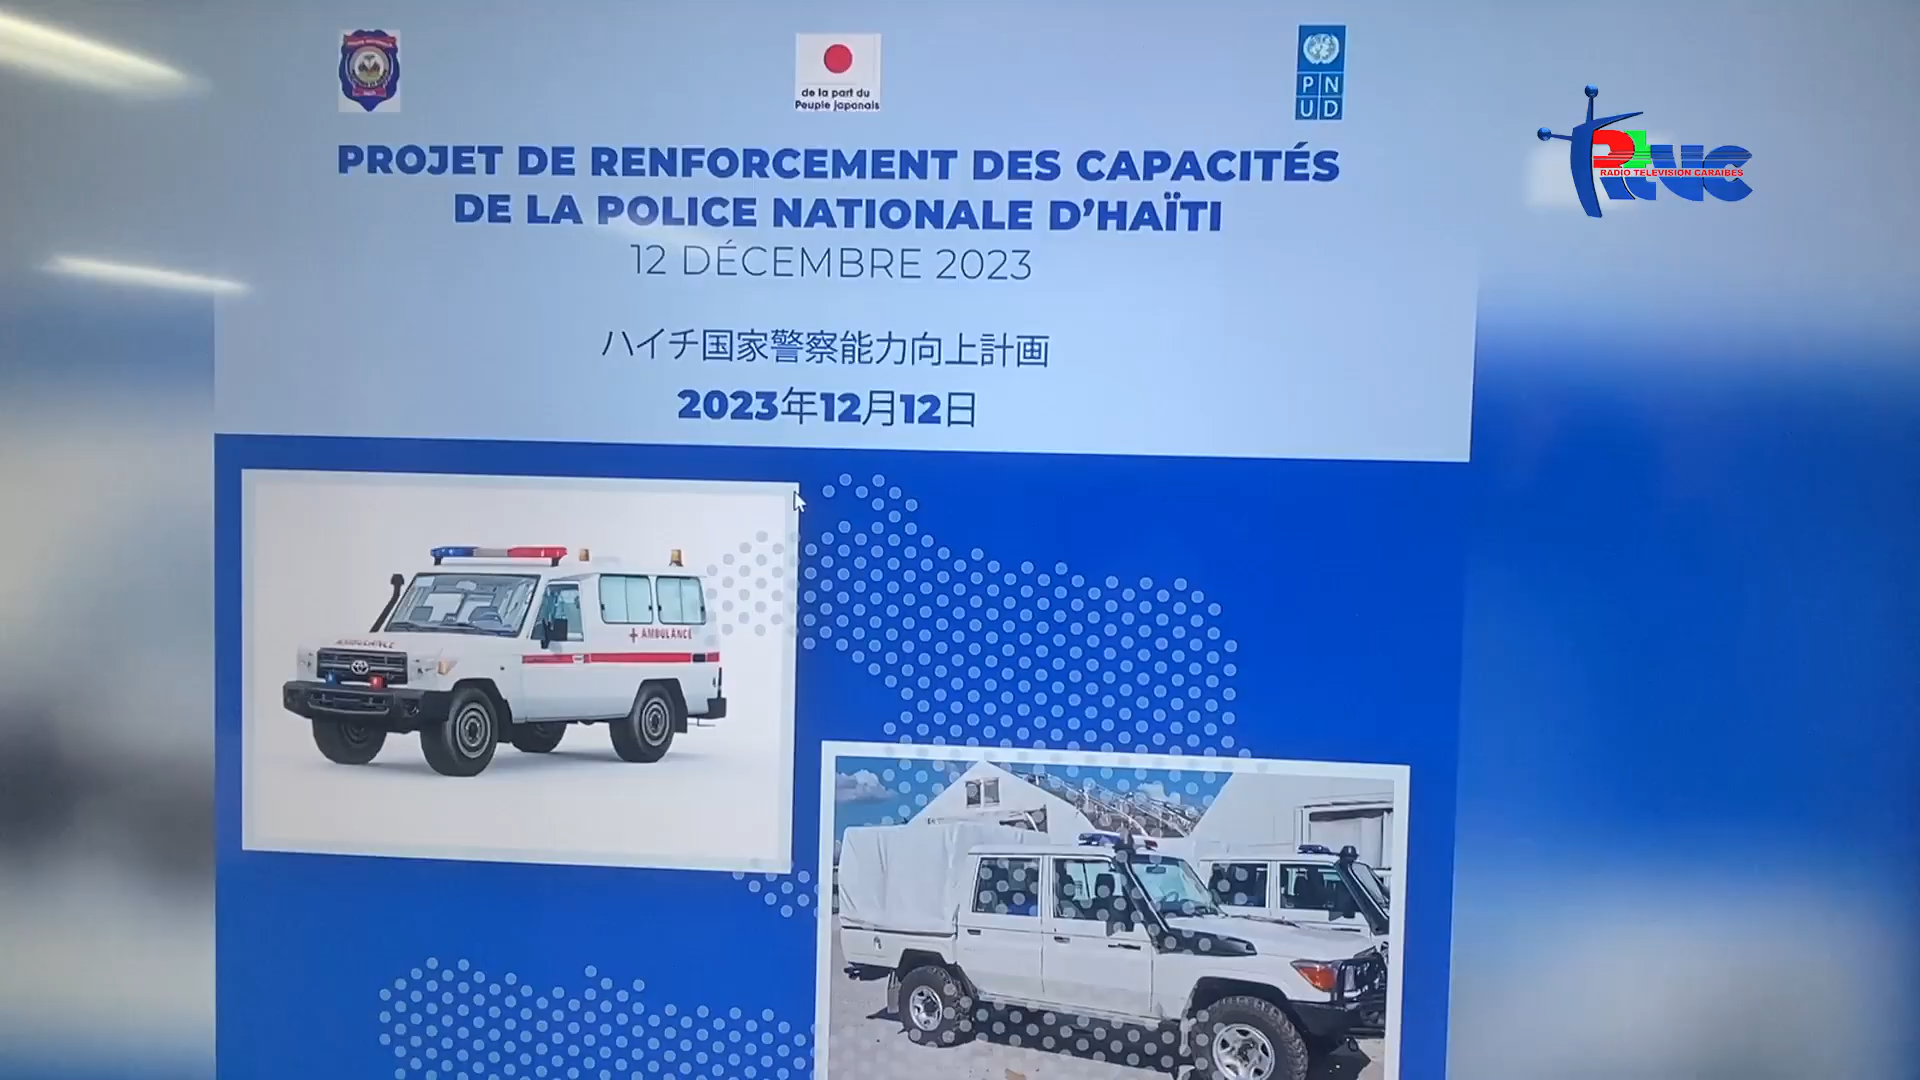 de la part du
Peuple japonais
P N
U D
PROJET DE RENFORCEMENT DES CAPACITÉS
DE LA POLICE NATIONALE D'HAÏTI
12 DÉCEMBRE 2023
ハイチ国家警察能力向上計画
2023年12月12日
RTVC
RADIO TELEVISION CARAIBES
AMBULANCE